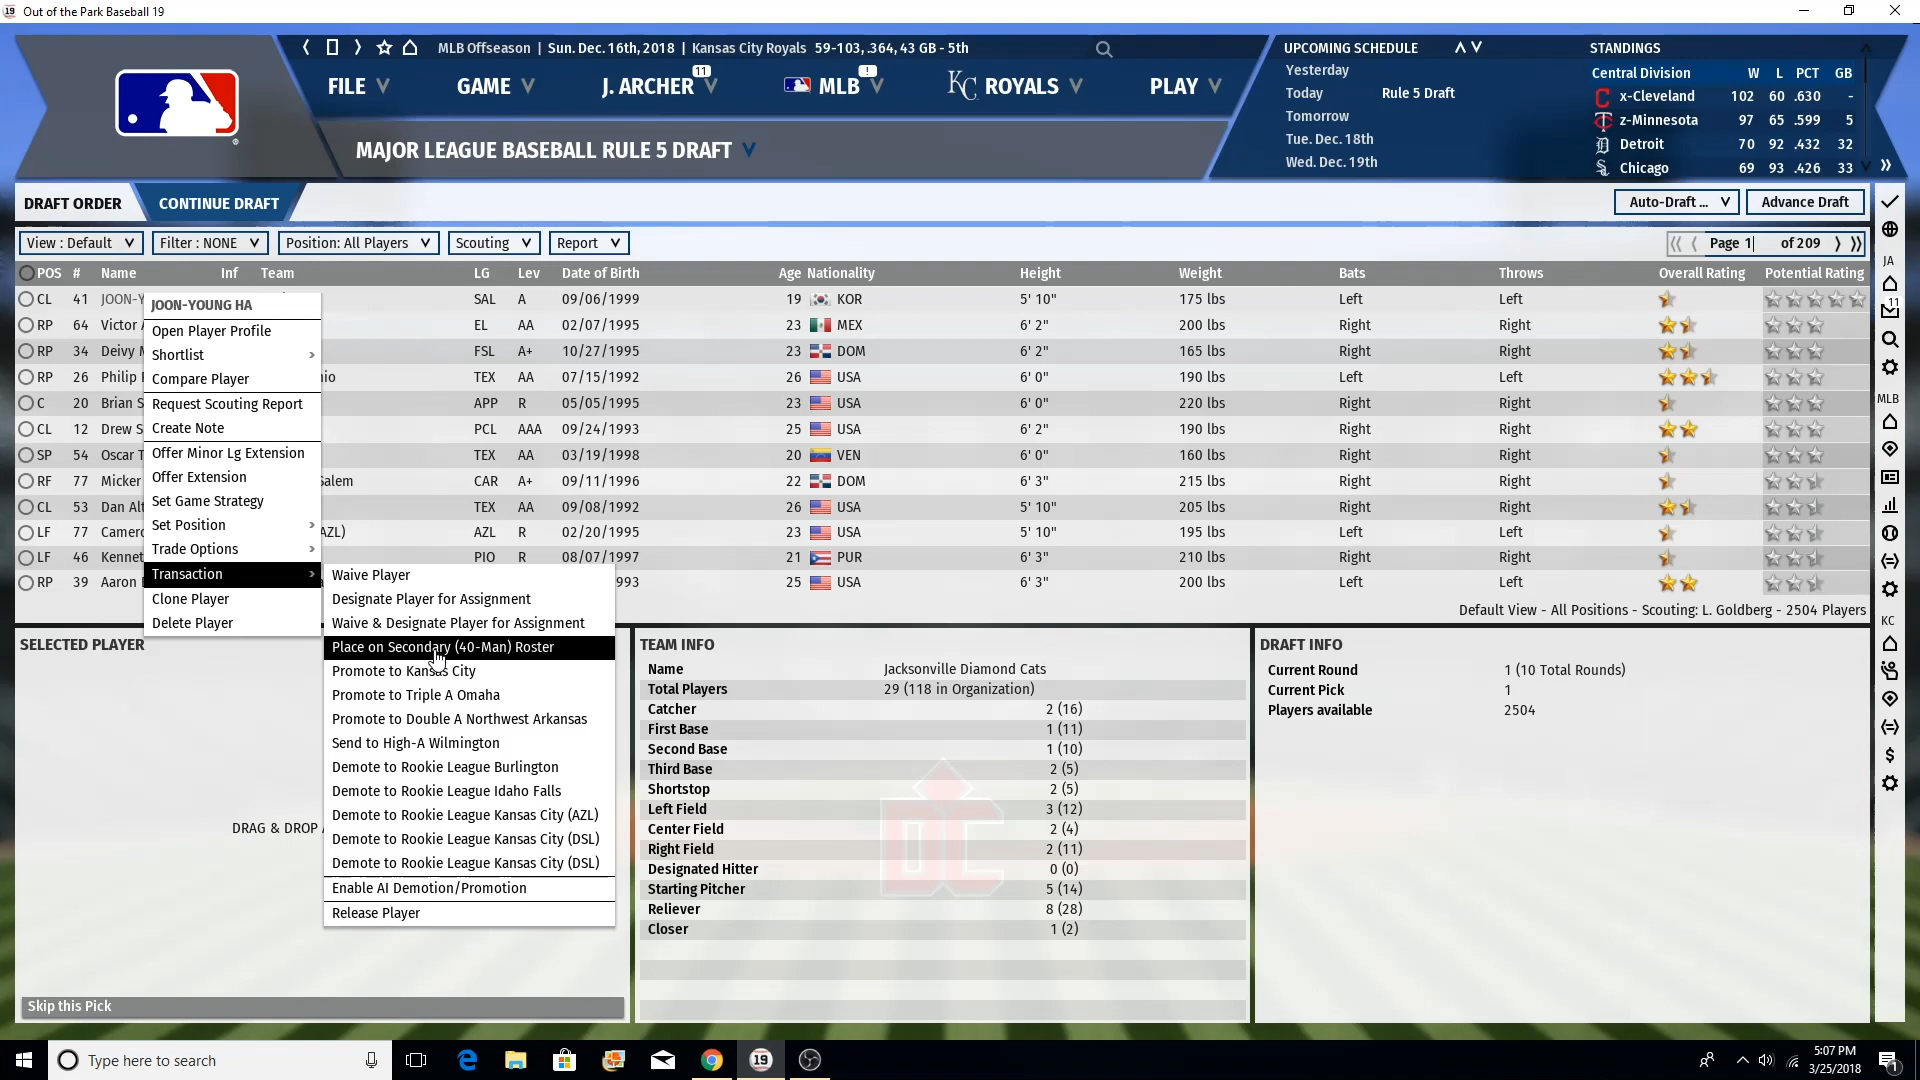 Out of the Park Baseball 19
MLB Offseason | Sun. Dec. 16th, 2018 | Kansas City Royals 59-103, .364, 43 GB - 5th
FILE GAME J. ARCHER 11 MLB ! KC ROYALS PLAY
MAJOR LEAGUE BASEBALL RULE 5 DRAFT
UPCOMING SCHEDULE
Yesterday
Today Rule 5 Draft
Tomorrow
Tue. Dec. 18th
Wed. Dec. 19th
STANDINGS
Central Division W L PCT GB
x-Cleveland 102 60 .630 -
z-Minnesota 97 65 .599 5
Detroit 70 92 .432 32
Chicago 69 93 .426 33
DRAFT ORDER CONTINUE DRAFT Auto-Draft ... Advance Draft
View : Default Filter : NONE Position: All Players Scouting Report Page 1 of 209
POS # Name Inf Team LG Lev Date of Birth Age Nationality Height Weight Bats Throws Overall Rating Potential Rating
CL 41 JOON-Y SAL A 09/06/1999 19 KOR 5' 10" 175 lbs Left Left
RP 64 Victor EL AA 02/07/1995 23 MEX 6' 2" 200 lbs Right Right
RP 34 Deivy FSL A+ 10/27/1995 23 DOM 6' 2" 165 lbs Right Right
RP 26 Philip TEX AA 07/15/1992 26 USA 6' 0" 190 lbs Left Left
C 20 Brian S APP R 05/05/1995 23 USA 6' 0" 220 lbs Right Right
CL 12 Drew S PCL AAA 09/24/1993 25 USA 6' 2" 190 lbs Right Right
SP 54 Oscar T TEX AA 03/19/1998 20 VEN 6' 0" 160 lbs Right Right
RF 77 Micker Salem CAR A+ 09/11/1996 22 DOM 6' 3" 215 lbs Right Right
CL 53 Dan Alt TEX AA 09/08/1992 26 USA 5' 10" 205 lbs Right Right
LF 77 Camero AZL) AZL R 02/20/1995 23 USA 5' 10" 195 lbs Left Left
LF 46 Kennet PIO R 08/07/1997 21 PUR 6' 3" 210 lbs Right Right
RP 39 Aaron 993 25 USA 6' 3" 200 lbs Left Left
Default View - All Positions - Scouting: L. Goldberg - 2504 Players
JOON-YOUNG HA
Open Player Profile
Shortlist
Compare Player
Request Scouting Report
Create Note
Offer Minor Lg Extension
Offer Extension
Set Game Strategy
Set Position
Trade Options
Transaction
Clone Player
Delete Player
Waive Player
Designate Player for Assignment
Waive & Designate Player for Assignment
Place on Secondary (40-Man) Roster
Promote to Kansas City
Promote to Triple A Omaha
Promote to Double A Northwest Arkansas
Send to High-A Wilmington
Demote to Rookie League Burlington
Demote to Rookie League Idaho Falls
Demote to Rookie League Kansas City (AZL)
Demote to Rookie League Kansas City (DSL)
Demote to Rookie League Kansas City (DSL)
Enable AI Demotion/Promotion
Release Player
SELECTED PLAYER
DRAG & DROP
Skip this Pick
TEAM INFO
Name Jacksonville Diamond Cats
Total Players 29 (118 in Organization)
Catcher 2 (16)
First Base 1 (11)
Second Base 1 (10)
Third Base 2 (5)
Shortstop 2 (5)
Left Field 3 (12)
Center Field 2 (4)
Right Field 2 (11)
Designated Hitter 0 (0)
Starting Pitcher 5 (14)
Reliever 8 (28)
Closer 1 (2)
DC
DRAFT INFO
Current Round 1 (10 Total Rounds)
Current Pick 1
Players available 2504
JA
11
MLB
KC
$
Type here to search
19
5:07 PM
3/25/2018
1